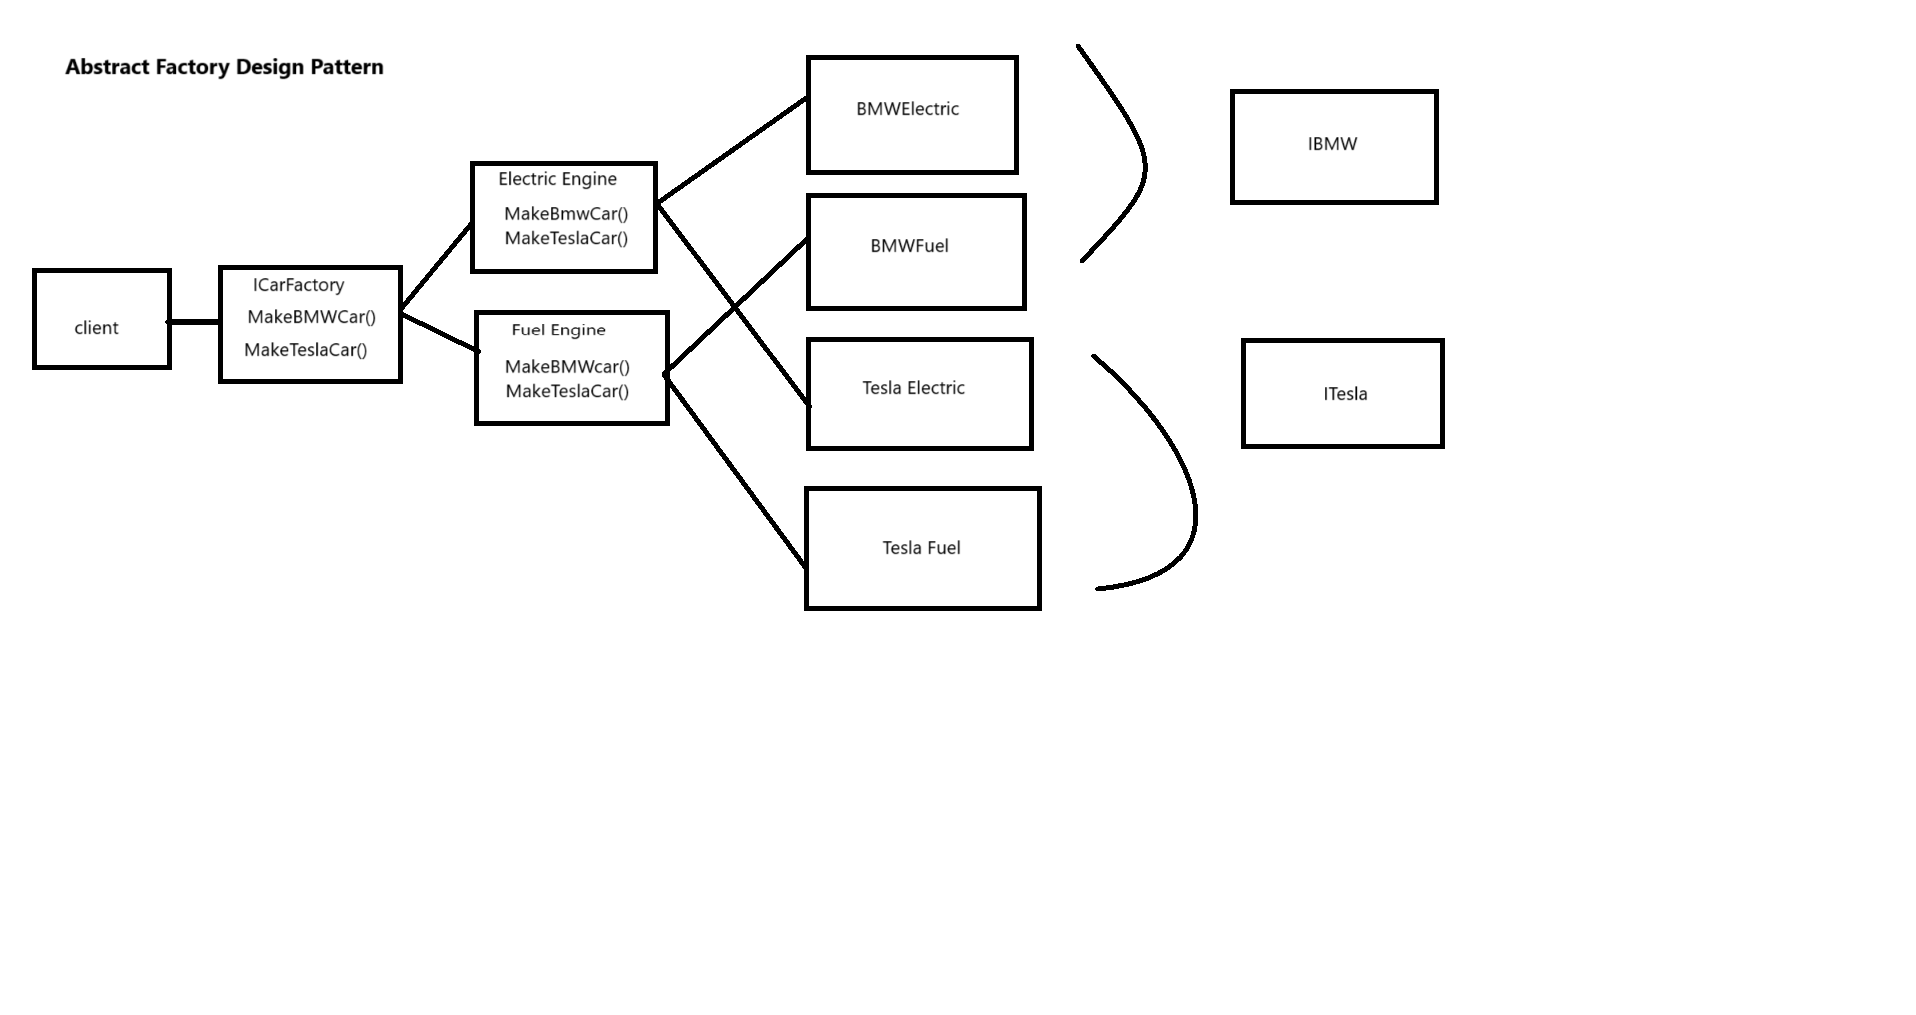 Abstract Factory Design Pattern
client
ICarFactory
MakeBMWCar()
MakeTeslaCar()
Electric Engine
MakeBmwCar()
MakeTeslaCar()
Fuel Engine
MakeBMWcar()
MakeTeslaCar()
BMWElectric
BMWFuel
Tesla Electric
Tesla Fuel
IBMW
ITesla